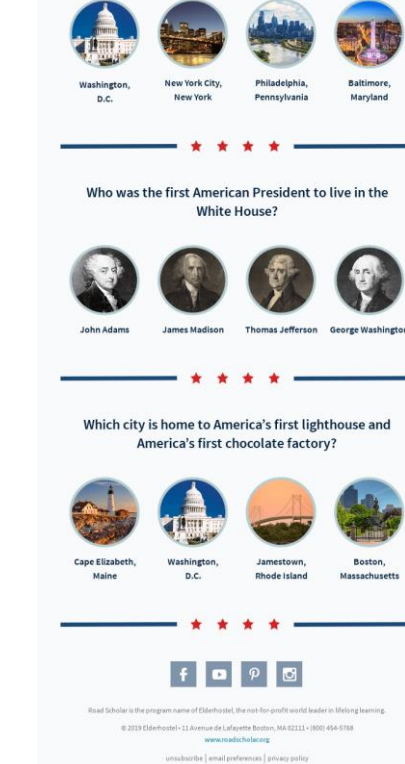 Washington,
D.C.
New York City,
New York
Philadelphia,
Pennsylvania
Baltimore,
Maryland
Who was the first American President to live in the
White House?
John Adams
James Madison
Thomas Jefferson
George Washington
Which city is home to America’s first lighthouse and
America’s first chocolate factory?
Cape Elizabeth,
Maine
Washington,
D.C.
Jamestown,
Rhode Island
Boston,
Massachusetts
Road Scholar is the program name of Elderhostel, the not-for-profit world leader in lifelong learning.
© 2019 Elderhostel • 11 Avenue de Lafayette Boston, MA 02111 • (800) 454-5768
www.roadscholar.org
unsubscribe | email preferences | privacy policy